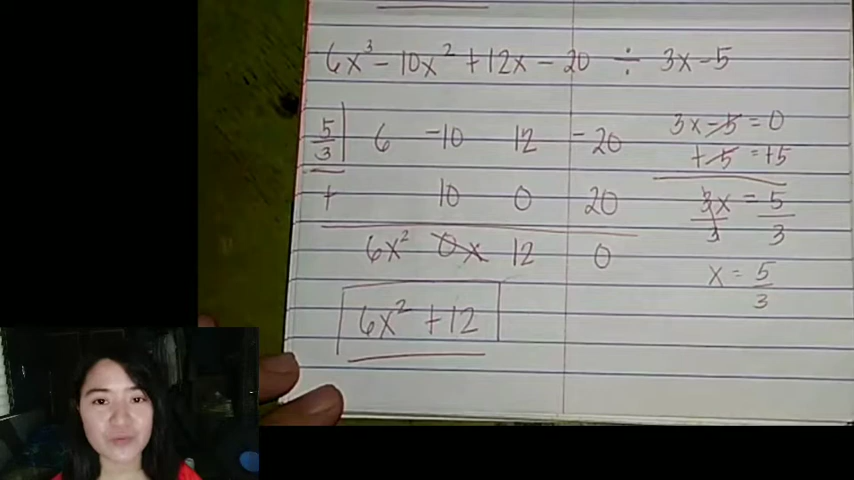 6x³ - 10x² + 12x - 20 ÷ 3x - 5
3x - 5 = 0
5/3 | 6 -10 12 -20
+ 5 = +5
+ 10 0 20
3x/3 = 5/3
6x² 0x 12 0
x = 5/3
6x² + 12